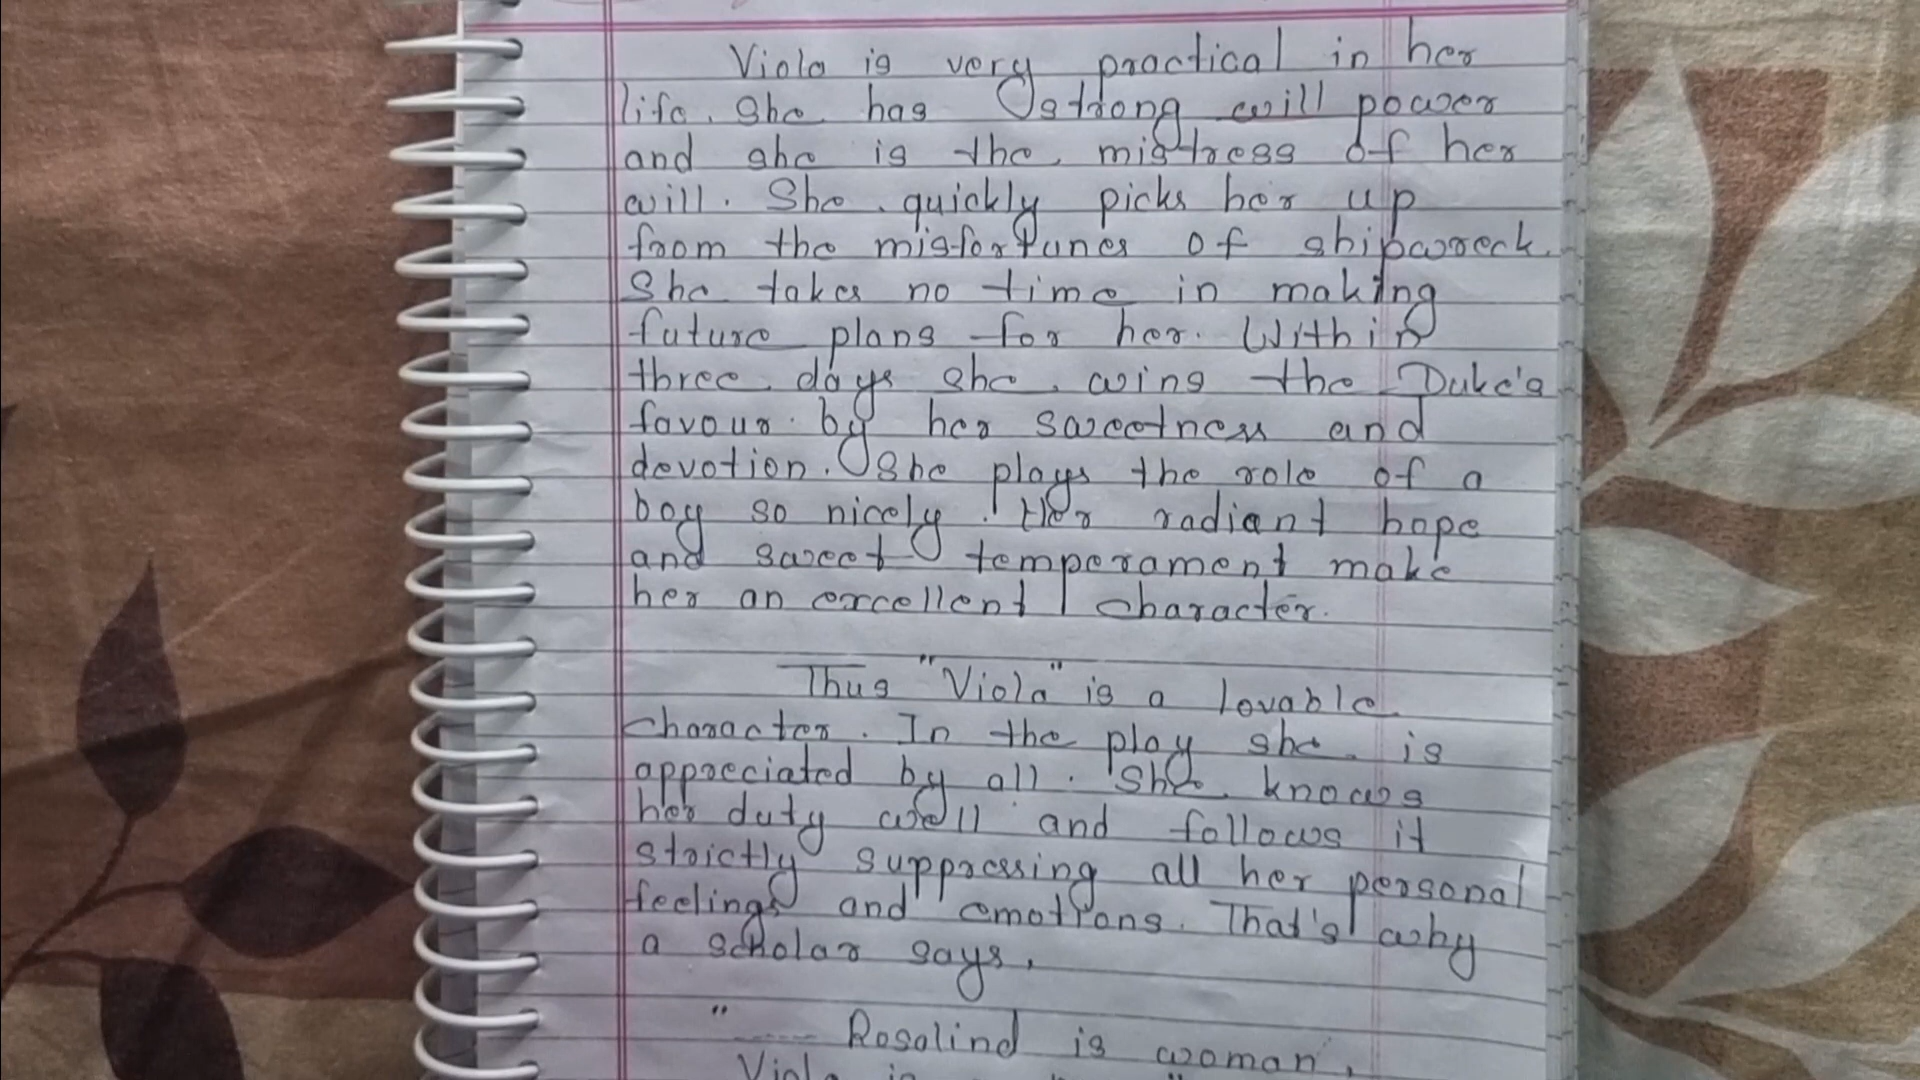 Viola is very practical in her
life. She has strong will power
and she is the mistress of her
will. She quickly picks her up
from the misfortunes of shipwreck.
She takes no time in making
future plans for her. Within
three days she wins the Duke's
favour by her sweetness and
devotion. She plays the role of a
boy so nicely. Her radiant hope
and sweet temperament make
her an excellent character.
Thus "Viola" is a lovable
character. In the play she is
appreciated by all. She knows
her duty well and follows it
strictly suppressing all her personal
feelings and emotions. That's why
a scholar says,
"---- Rosalind is woman,
Viola is